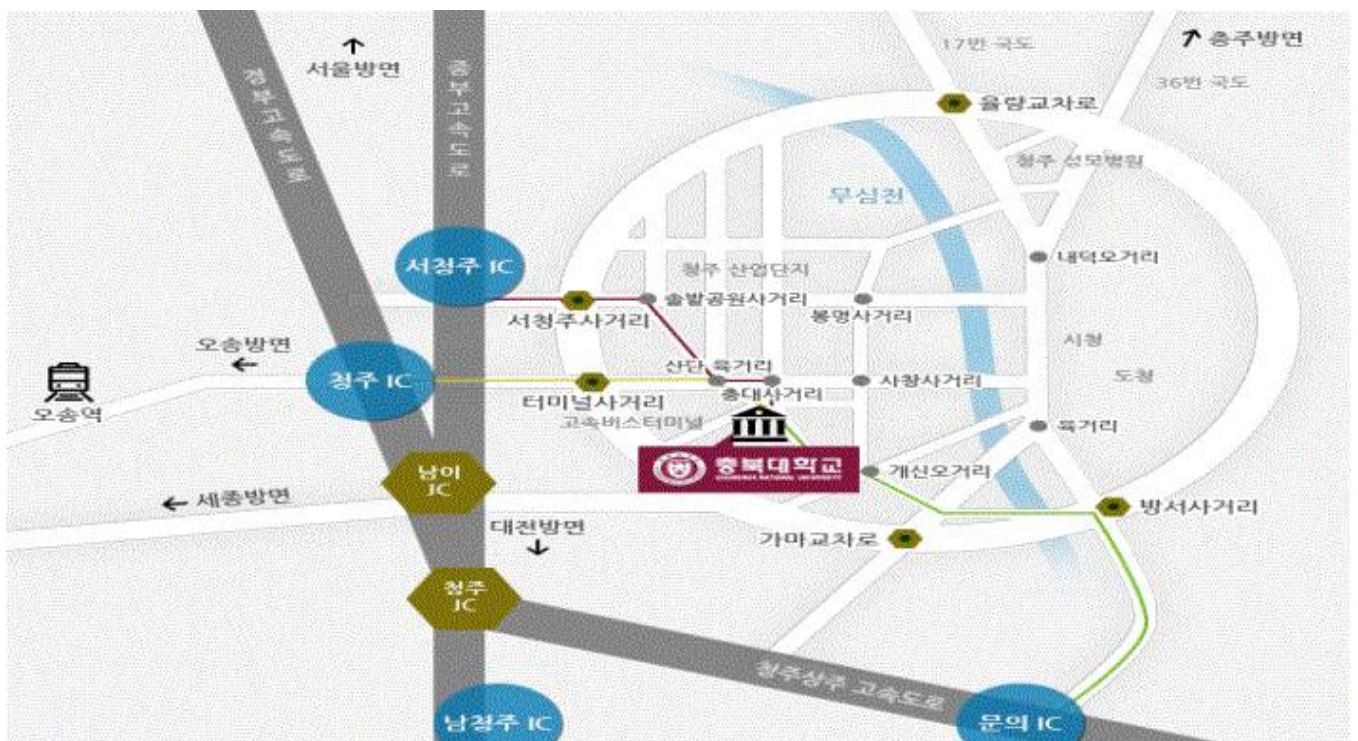 17번 국도
충주방면
서울방면
36번 국도
경부고속도로
중부고속도로
율량교차로
청주 성모병원
무심천
서청주 IC
청주 산업단지
내덕오거리
솔밭공원사거리
서청주사거리
봉명사거리
오송방면
시청
산단 육거리
청주 IC
사창사거리
도청
오송역
터미널사거리
충대사거리
고속버스터미널
육거리
충북대학교
CHUNGBUK NATIONAL UNIVERSITY
개신오거리
남이
JC
세종방면
방서사거리
대전방면
가마교차로
청주
JC
청주상주 고속도로
남청주 IC
문의 IC